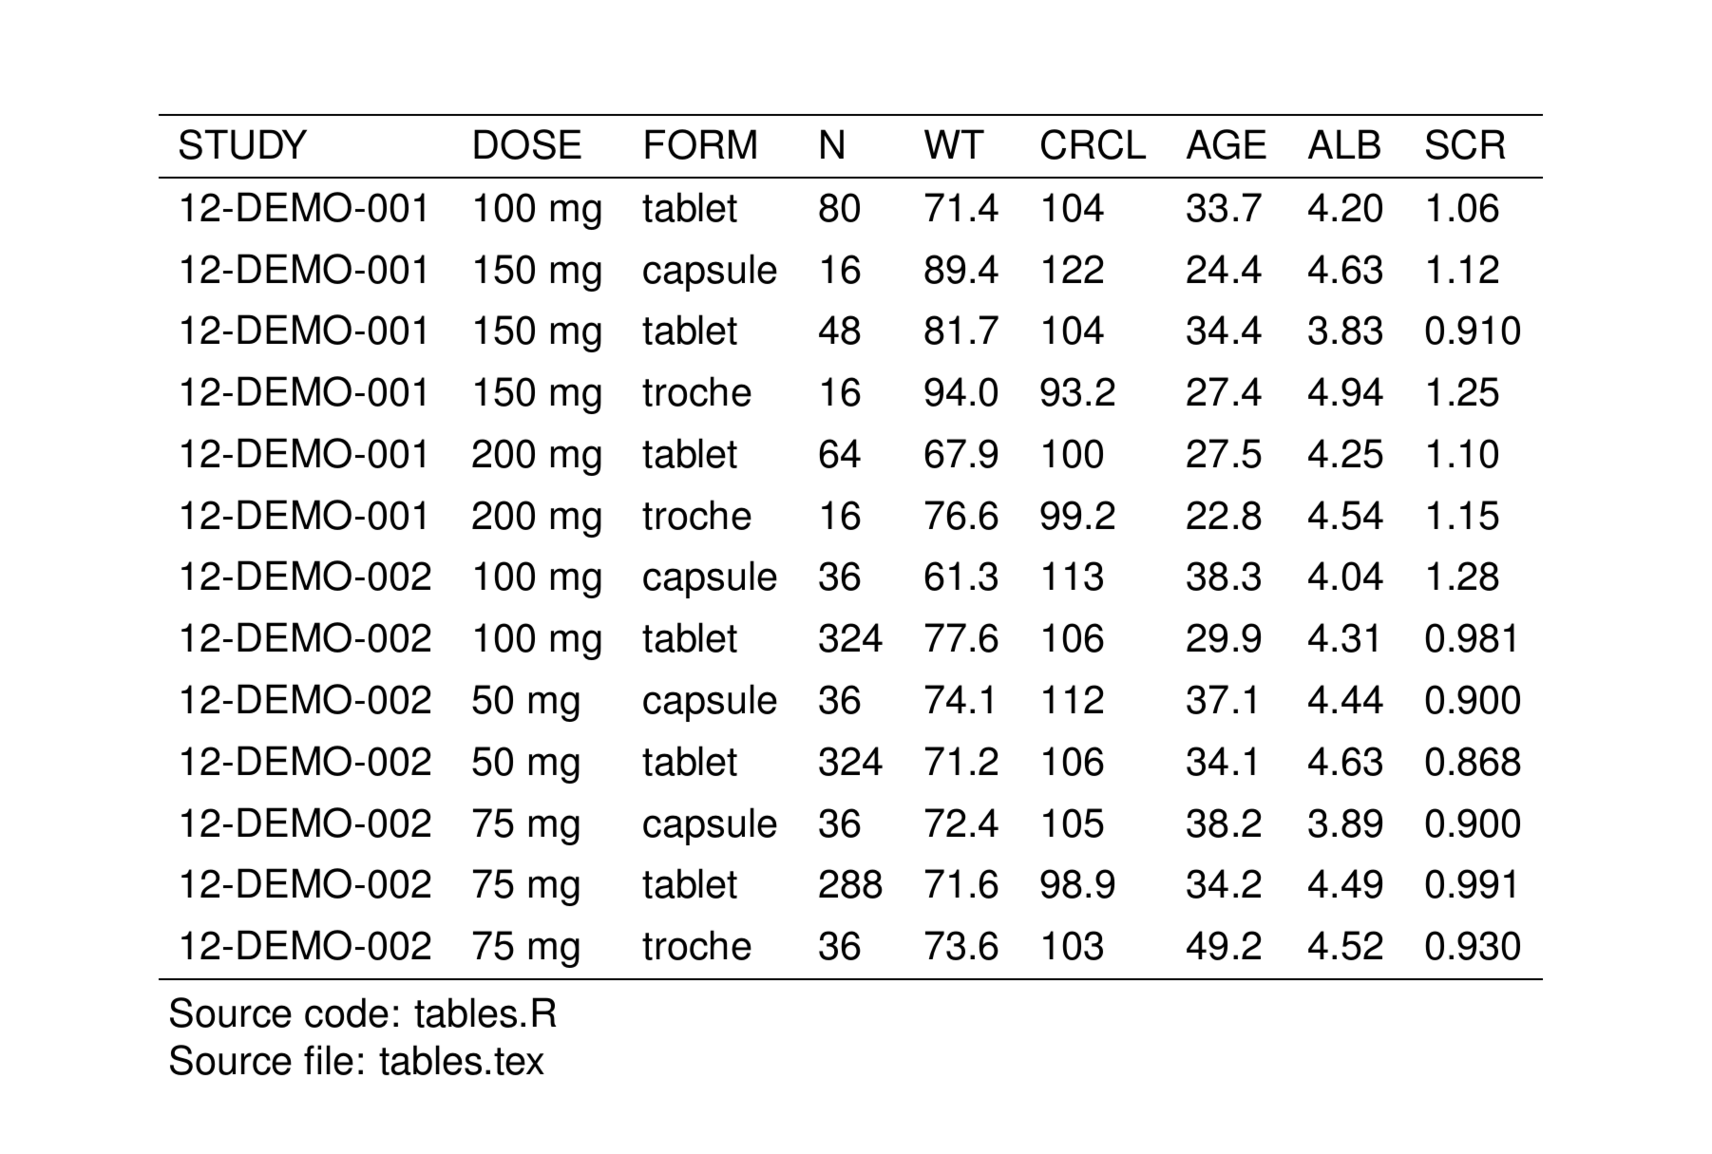 STUDY DOSE FORM N WT CRCL AGE ALB SCR
12-DEMO-001 100 mg tablet 80 71.4 104 33.7 4.20 1.06
12-DEMO-001 150 mg capsule 16 89.4 122 24.4 4.63 1.12
12-DEMO-001 150 mg tablet 48 81.7 104 34.4 3.83 0.910
12-DEMO-001 150 mg troche 16 94.0 93.2 27.4 4.94 1.25
12-DEMO-001 200 mg tablet 64 67.9 100 27.5 4.25 1.10
12-DEMO-001 200 mg troche 16 76.6 99.2 22.8 4.54 1.15
12-DEMO-002 100 mg capsule 36 61.3 113 38.3 4.04 1.28
12-DEMO-002 100 mg tablet 324 77.6 106 29.9 4.31 0.981
12-DEMO-002 50 mg capsule 36 74.1 112 37.1 4.44 0.900
12-DEMO-002 50 mg tablet 324 71.2 106 34.1 4.63 0.868
12-DEMO-002 75 mg capsule 36 72.4 105 38.2 3.89 0.900
12-DEMO-002 75 mg tablet 288 71.6 98.9 34.2 4.49 0.991
12-DEMO-002 75 mg troche 36 73.6 103 49.2 4.52 0.930
Source code: tables.R
Source file: tables.tex